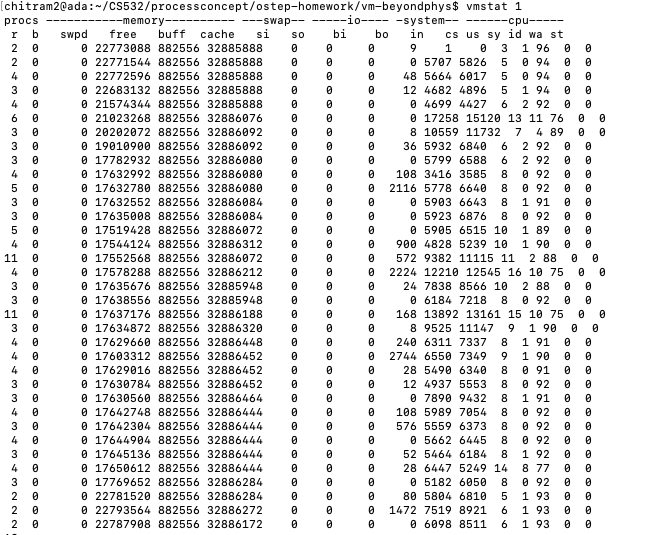 [chitram2@ada:~/CS532/processconcept/ostep-homework/vm-beyondphys$ vmstat 1
procs -----------memory---------- ---swap-- -----io---- -system-- ------cpu-----
r b swpd free buff cache si so bi bo in cs us sy id wa st
2 0 0 22773088 882556 32885888 0 0 0 9 1 0 3 1 96 0 0
2 0 0 22771544 882556 32885888 0 0 0 0 5707 5826 5 0 94 0 0
4 0 0 22772596 882556 32885888 0 0 0 48 5664 6017 5 0 94 0 0
3 0 0 22683132 882556 32885888 0 0 0 12 4682 4896 5 1 94 0 0
4 0 0 21574344 882556 32885888 0 0 0 0 4699 4427 6 2 92 0 0
6 0 0 21023268 882556 32886076 0 0 0 0 17258 15120 13 11 76 0 0
3 0 0 20202072 882556 32886092 0 0 0 8 10559 11732 7 4 89 0 0
3 0 0 19010900 882556 32886092 0 0 0 36 5932 6840 6 2 92 0 0
3 0 0 17782932 882556 32886080 0 0 0 0 5799 6588 6 2 92 0 0
4 0 0 17632992 882556 32886080 0 0 0 108 3416 3585 8 0 92 0 0
5 0 0 17632780 882556 32886080 0 0 0 2116 5778 6640 8 0 92 0 0
3 0 0 17632552 882556 32886084 0 0 0 0 5903 6643 8 1 91 0 0
3 0 0 17635008 882556 32886084 0 0 0 0 5923 6876 8 0 92 0 0
5 0 0 17519428 882556 32886072 0 0 0 0 5905 6515 10 1 89 0 0
4 0 0 17544124 882556 32886312 0 0 0 900 4828 5239 10 1 90 0 0
11 0 0 17552568 882556 32886072 0 0 0 572 9382 11115 11 2 88 0 0
4 0 0 17578288 882556 32886212 0 0 0 2224 12210 12545 16 10 75 0 0
3 0 0 17635676 882556 32885948 0 0 0 24 7838 8566 10 2 88 0 0
3 0 0 17638556 882556 32885948 0 0 0 0 6184 7218 8 0 92 0 0
11 0 0 17637176 882556 32886188 0 0 0 168 13892 13161 15 10 75 0 0
3 0 0 17634872 882556 32886320 0 0 0 8 9525 11147 9 1 90 0 0
4 0 0 17629660 882556 32886448 0 0 0 240 6311 7337 8 1 91 0 0
4 0 0 17603312 882556 32886452 0 0 0 2744 6550 7349 9 1 90 0 0
4 0 0 17629016 882556 32886452 0 0 0 28 5490 6340 8 0 91 0 0
3 0 0 17630784 882556 32886452 0 0 0 12 4937 5553 8 0 92 0 0
3 0 0 17630560 882556 32886464 0 0 0 0 7890 9432 8 1 91 0 0
4 0 0 17642748 882556 32886444 0 0 0 108 5989 7054 8 0 92 0 0
3 0 0 17642304 882556 32886444 0 0 0 576 5559 6373 8 0 92 0 0
4 0 0 17644904 882556 32886444 0 0 0 0 5662 6445 8 0 92 0 0
3 0 0 17645136 882556 32886444 0 0 0 52 5464 6184 8 1 92 0 0
4 0 0 17650612 882556 32886444 0 0 0 28 6447 5249 14 8 77 0 0
3 0 0 17769652 882556 32886284 0 0 0 0 5182 6050 8 0 92 0 0
2 0 0 22781520 882556 32886284 0 0 0 80 5804 6810 5 1 93 0 0
2 0 0 22793564 882556 32886172 0 0 0 1472 7519 8921 6 1 93 0 0
2 0 0 22787908 882556 32886172 0 0 0 0 6098 8511 6 1 93 0 0